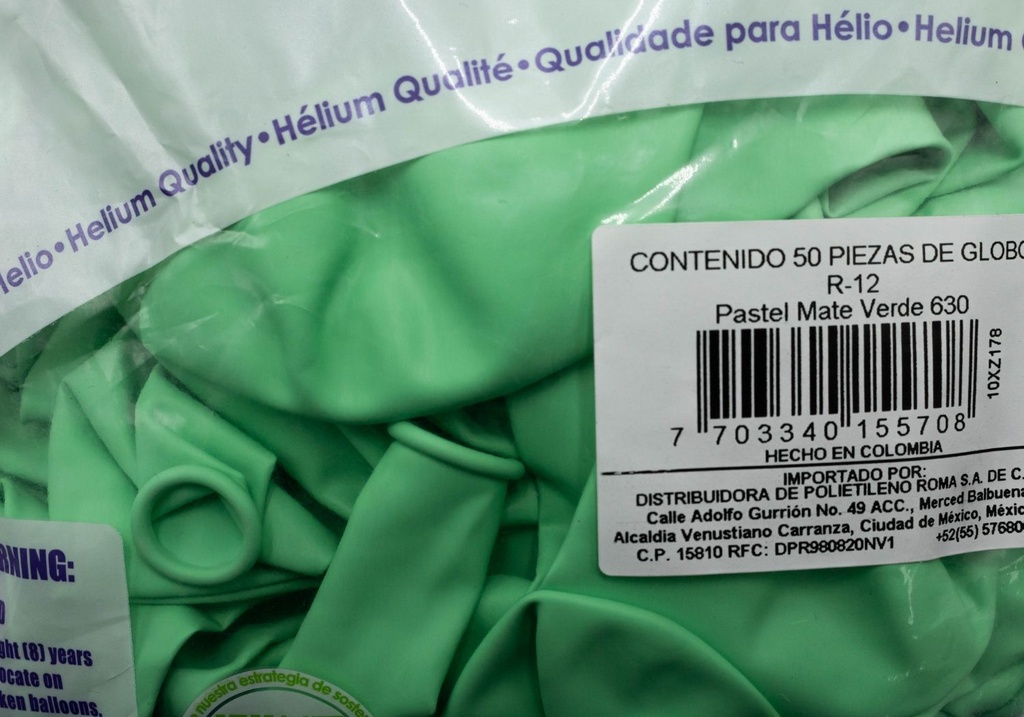 Helium Quality • Hélium Qualité • Qualidade para Hélio • Helium
CONTENIDO 50 PIEZAS DE GLOBO
R-12
Pastel Mate Verde 630
10XZ178
7 703340 155708
HECHO EN COLOMBIA
IMPORTADO POR:
DISTRIBUIDORA DE POLIETILENO ROMA S.A. DE C.
Calle Adolfo Gurrión No. 49 ACC., Merced Balbuena
Alcaldia Venustiano Carranza, Ciudad de México, Méxic
C.P. 15810 RFC: DPR980820NV1 +52(55) 57680
RNING:
ght (8) years
ocate on
ken balloons.
nuestra estrategia de soste